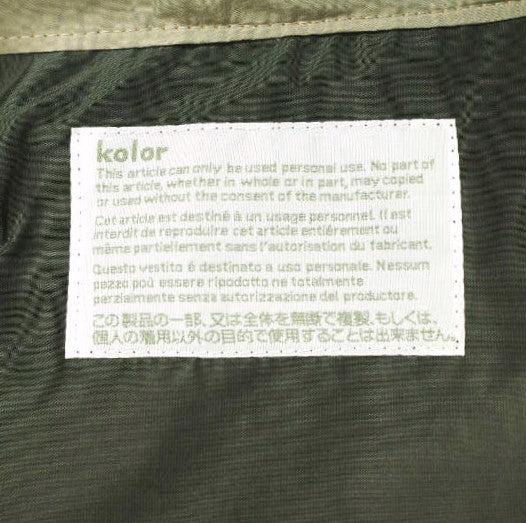 kolor
This article can only be used personal use. No part of
this article, whether in whole or in part, may copied
or used without the consent of the manufacturer.
Cet article est destiné à un usage personnel. Il est
interdit de reproduire cet article entiérement ou
même partiellement sans l'autorisation du fabricant.
Questo vestito é destinato a uso personale. Nessum
pezzo può essere ripodotto ne totalmente
parzialmente senza autorizzazione del productore.
この製品の一部、又は全体を無断で複製、もしくは、
個人の着用以外の目的で使用することは出来ません。